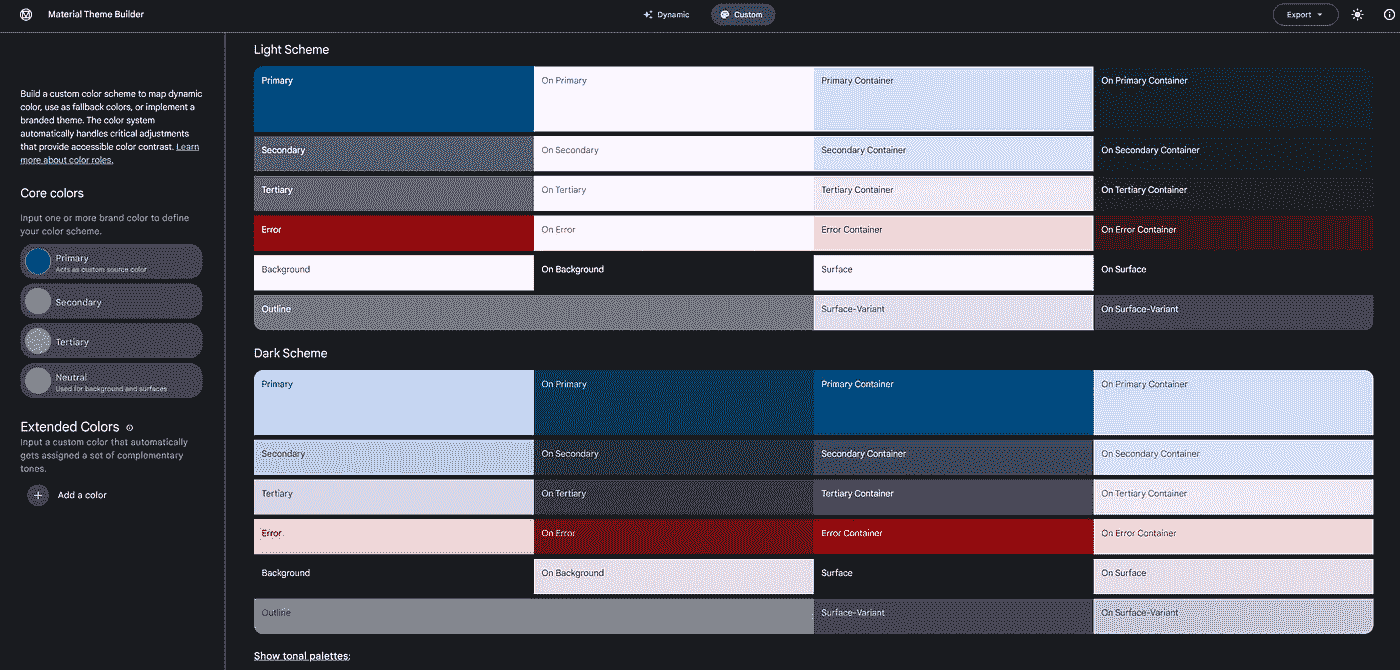 Material Theme Builder
Dynamic
Custom
Export
Build a custom color scheme to map dynamic
color, use as fallback colors, or implement a
branded theme. The color system
automatically handles critical adjustments
that provide accessible color contrast. Learn
more about color roles.
Core colors
Input one or more brand color to define
your color scheme.
Primary
Acts as custom source color
Secondary
Tertiary
Neutral
Used for background and surfaces
Extended Colors
Input a custom color that automatically
gets assigned a set of complementary
tones.
Add a color
Light Scheme
Primary On Primary Primary Container On Primary Container
Secondary On Secondary Secondary Container On Secondary Container
Tertiary On Tertiary Tertiary Container On Tertiary Container
Error On Error Error Container On Error Container
Background On Background Surface On Surface
Outline Surface-Variant On Surface-Variant
Dark Scheme
Primary On Primary Primary Container On Primary Container
Secondary On Secondary Secondary Container On Secondary Container
Tertiary On Tertiary Tertiary Container On Tertiary Container
Error On Error Error Container On Error Container
Background On Background Surface On Surface
Outline Surface-Variant On Surface-Variant
Show tonal palettes: